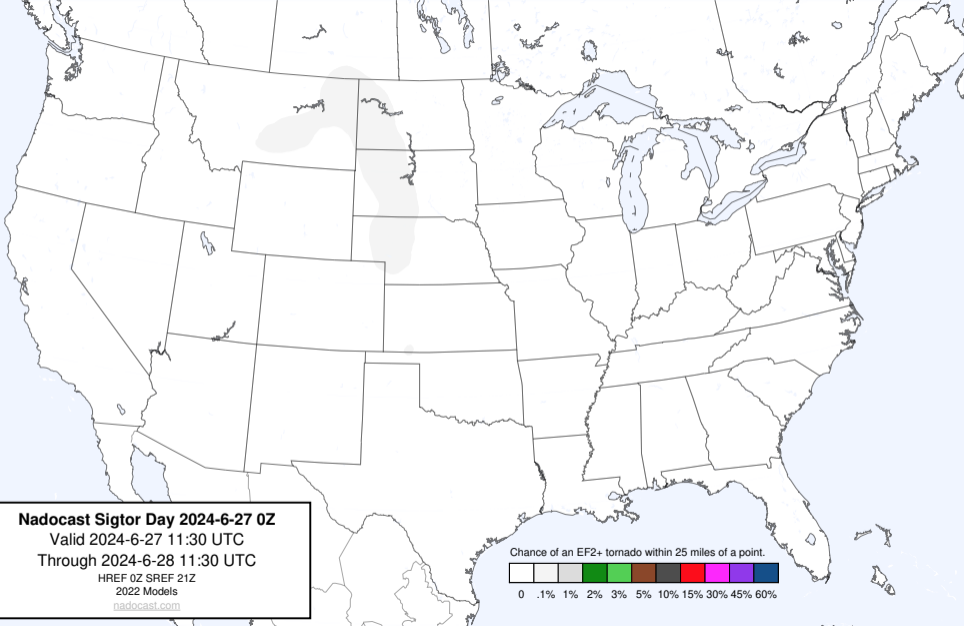 Nadocast Sigtor Day 2024-6-27 0Z
Valid 2024-6-27 11:30 UTC
Through 2024-6-28 11:30 UTC
HREF 0Z SREF 21Z
2022 Models
nadocast.com
Chance of an EF2+ tornado within 25 miles of a point.
0 .1% 1% 2% 3% 5% 10% 15% 30% 45% 60%